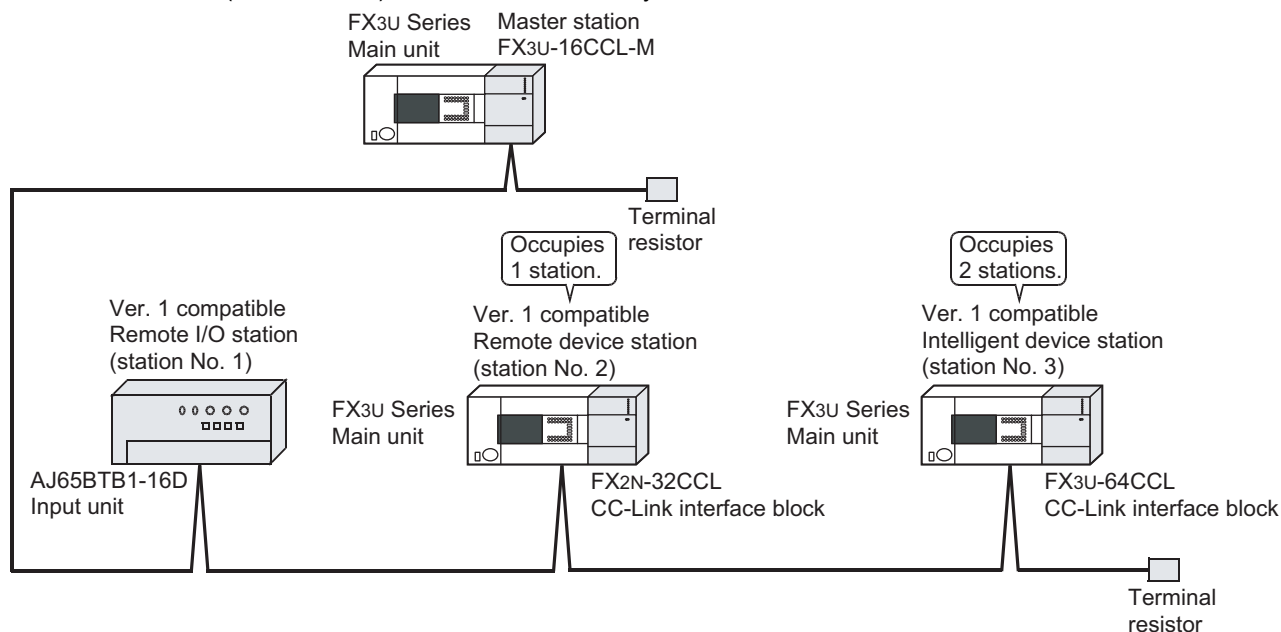 FX3U Series
Main unit
Master station
FX3U-16CCL-M
Terminal
resistor
Occupies
1 station.
Occupies
2 stations.
Ver. 1 compatible
Remote I/O station
(station No. 1)
Ver. 1 compatible
Remote device station
(station No. 2)
Ver. 1 compatible
Intelligent device station
(station No. 3)
FX3U Series
Main unit
FX3U Series
Main unit
AJ65BTB1-16D
Input unit
FX2N-32CCL
CC-Link interface block
FX3U-64CCL
CC-Link interface block
Terminal
resistor